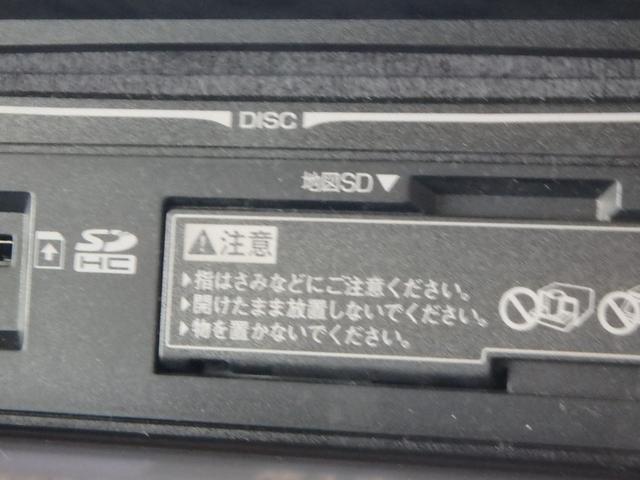 DISC
地図SD▼
SD
HC
注意
▶指はさみなどにご注意ください。
▶開けたまま放置しないでください。
▶物を置かないでください。